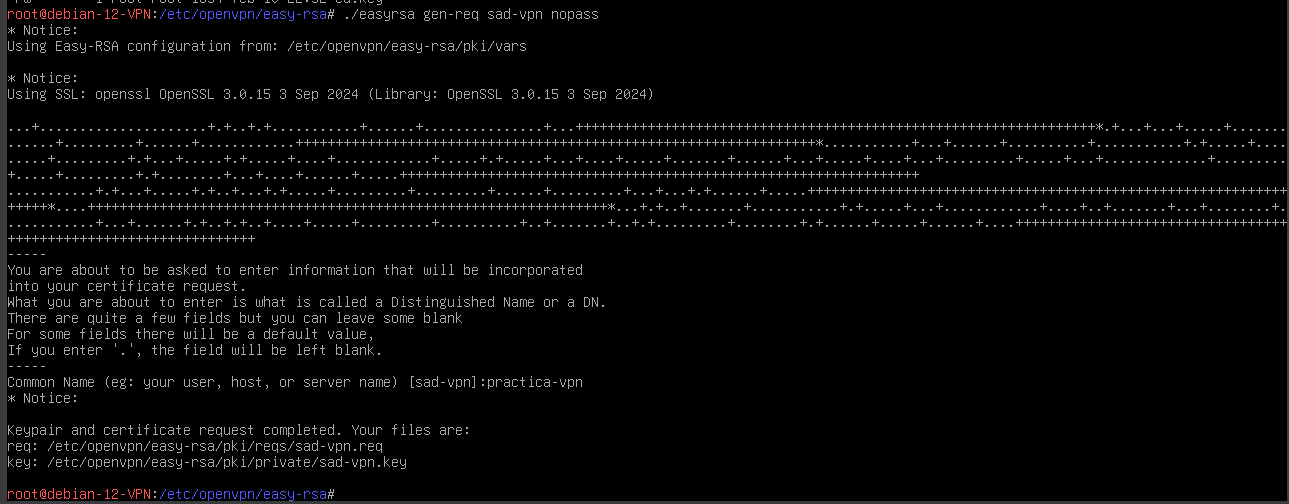 root@debian-12-VPN:/etc/openvpn/easy-rsa# ./easyrsa gen-req sad-vpn nopass
* Notice:
Using Easy-RSA configuration from: /etc/openvpn/easy-rsa/pki/vars
* Notice:
Using SSL: openssl OpenSSL 3.0.15 3 Sep 2024 (Library: OpenSSL 3.0.15 3 Sep 2024)
-----
You are about to be asked to enter information that will be incorporated
into your certificate request.
What you are about to enter is what is called a Distinguished Name or a DN.
There are quite a few fields but you can leave some blank
For some fields there will be a default value,
If you enter '.', the field will be left blank.
-----
Common Name (eg: your user, host, or server name) [sad-vpn]:practica-vpn
* Notice:
Keypair and certificate request completed. Your files are:
req: /etc/openvpn/easy-rsa/pki/reqs/sad-vpn.req
key: /etc/openvpn/easy-rsa/pki/private/sad-vpn.key
root@debian-12-VPN:/etc/openvpn/easy-rsa#